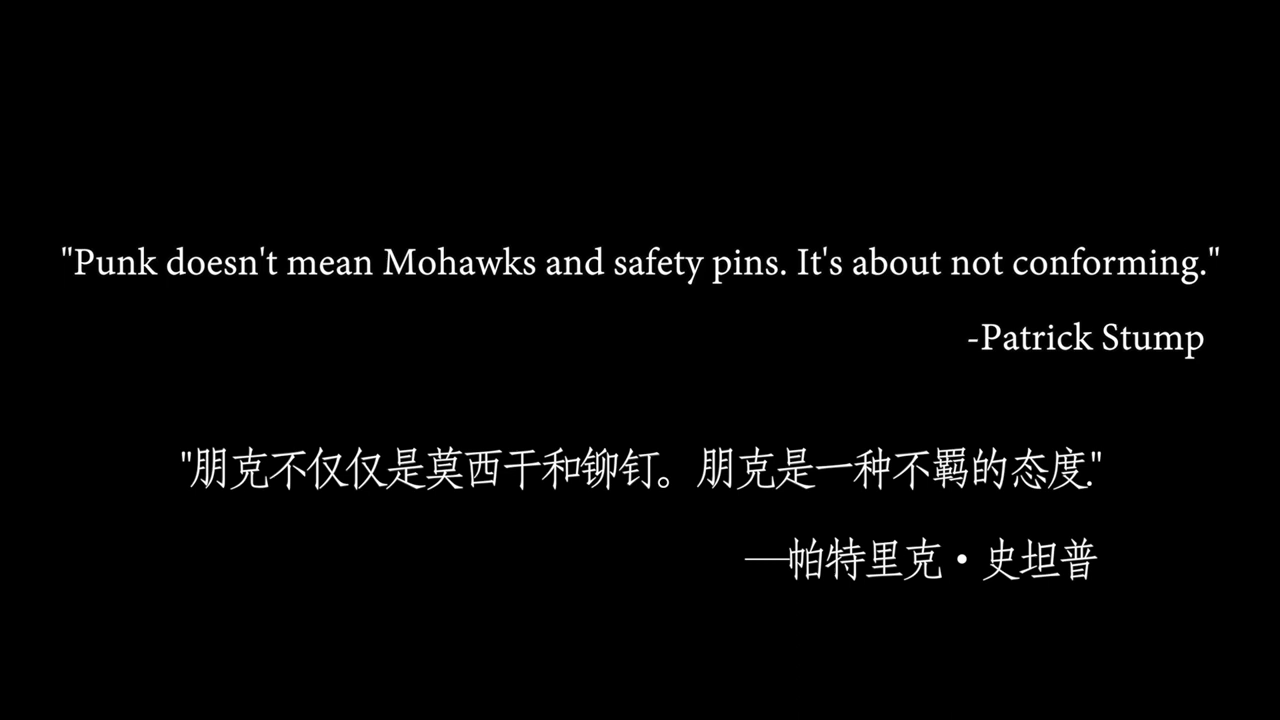 "Punk doesn't mean Mohawks and safety pins. It's about not conforming."
-Patrick Stump
"朋克不仅仅是莫西干和铆钉。朋克是一种不羁的态度."
—帕特里克•史坦普